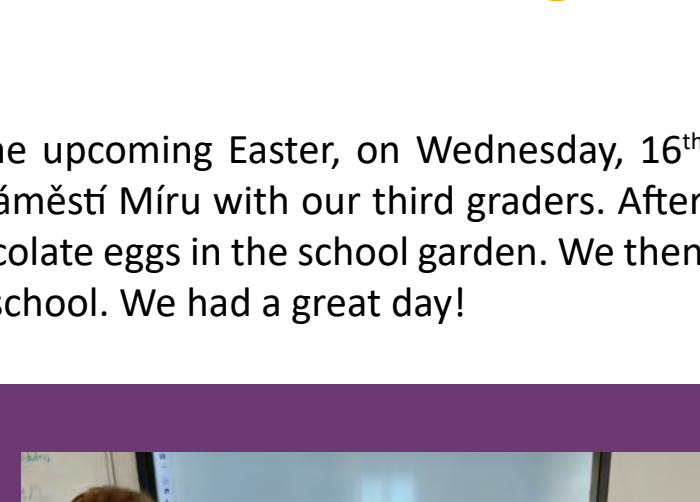 he upcoming Easter, on Wednesday, 16th
áměstí Míru with our third graders. After
colate eggs in the school garden. We then
school. We had a great day!